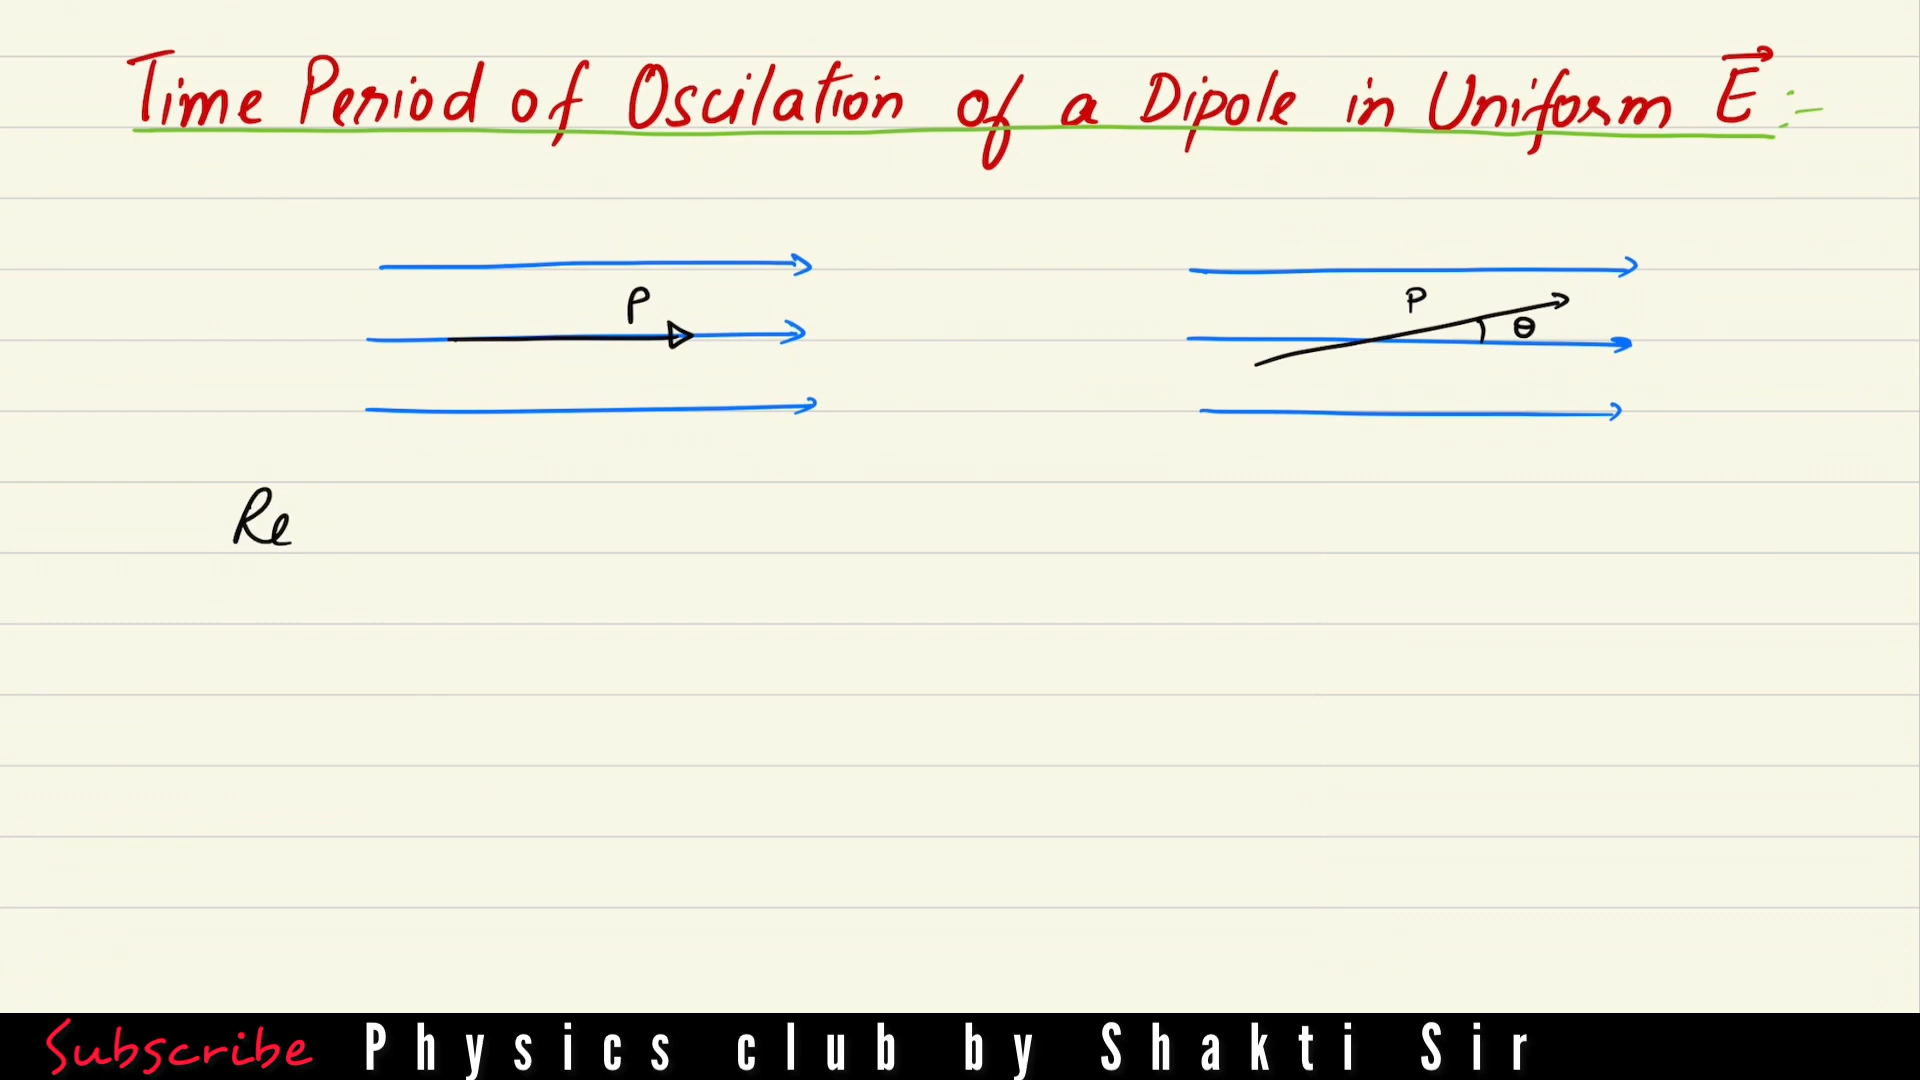 Time Period of Oscilation of a Dipole in Uniform E⃗ :-
P
P
θ
Re
Subscribe Physics club by Shakti Sir